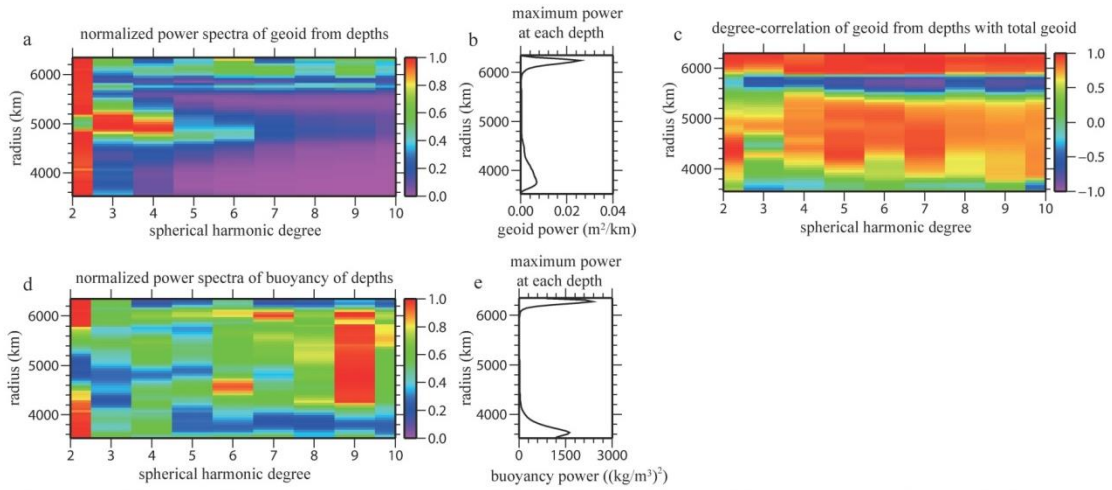 a
normalized power spectra of geoid from depths
radius (km)
6000
5000
4000
2 3 4 5 6 7 8 9 10
spherical harmonic degree
1.0
0.8
0.6
0.4
0.2
0.0
b
maximum power
at each depth
radius (km)
6000
5000
4000
0.00 0.02 0.04
geoid power (m²/km)
c
degree-correlation of geoid from depths with total geoid
radius (km)
6000
5000
4000
2 3 4 5 6 7 8 9 10
spherical harmonic degree
1.0
0.5
0.0
−0.5
−1.0
d
normalized power spectra of buoyancy of depths
radius (km)
6000
5000
4000
2 3 4 5 6 7 8 9 10
spherical harmonic degree
1.0
0.8
0.6
0.4
0.2
0.0
e
maximum power
at each depth
radius (km)
6000
5000
4000
0 1500 3000
buoyancy power ((kg/m³)²)